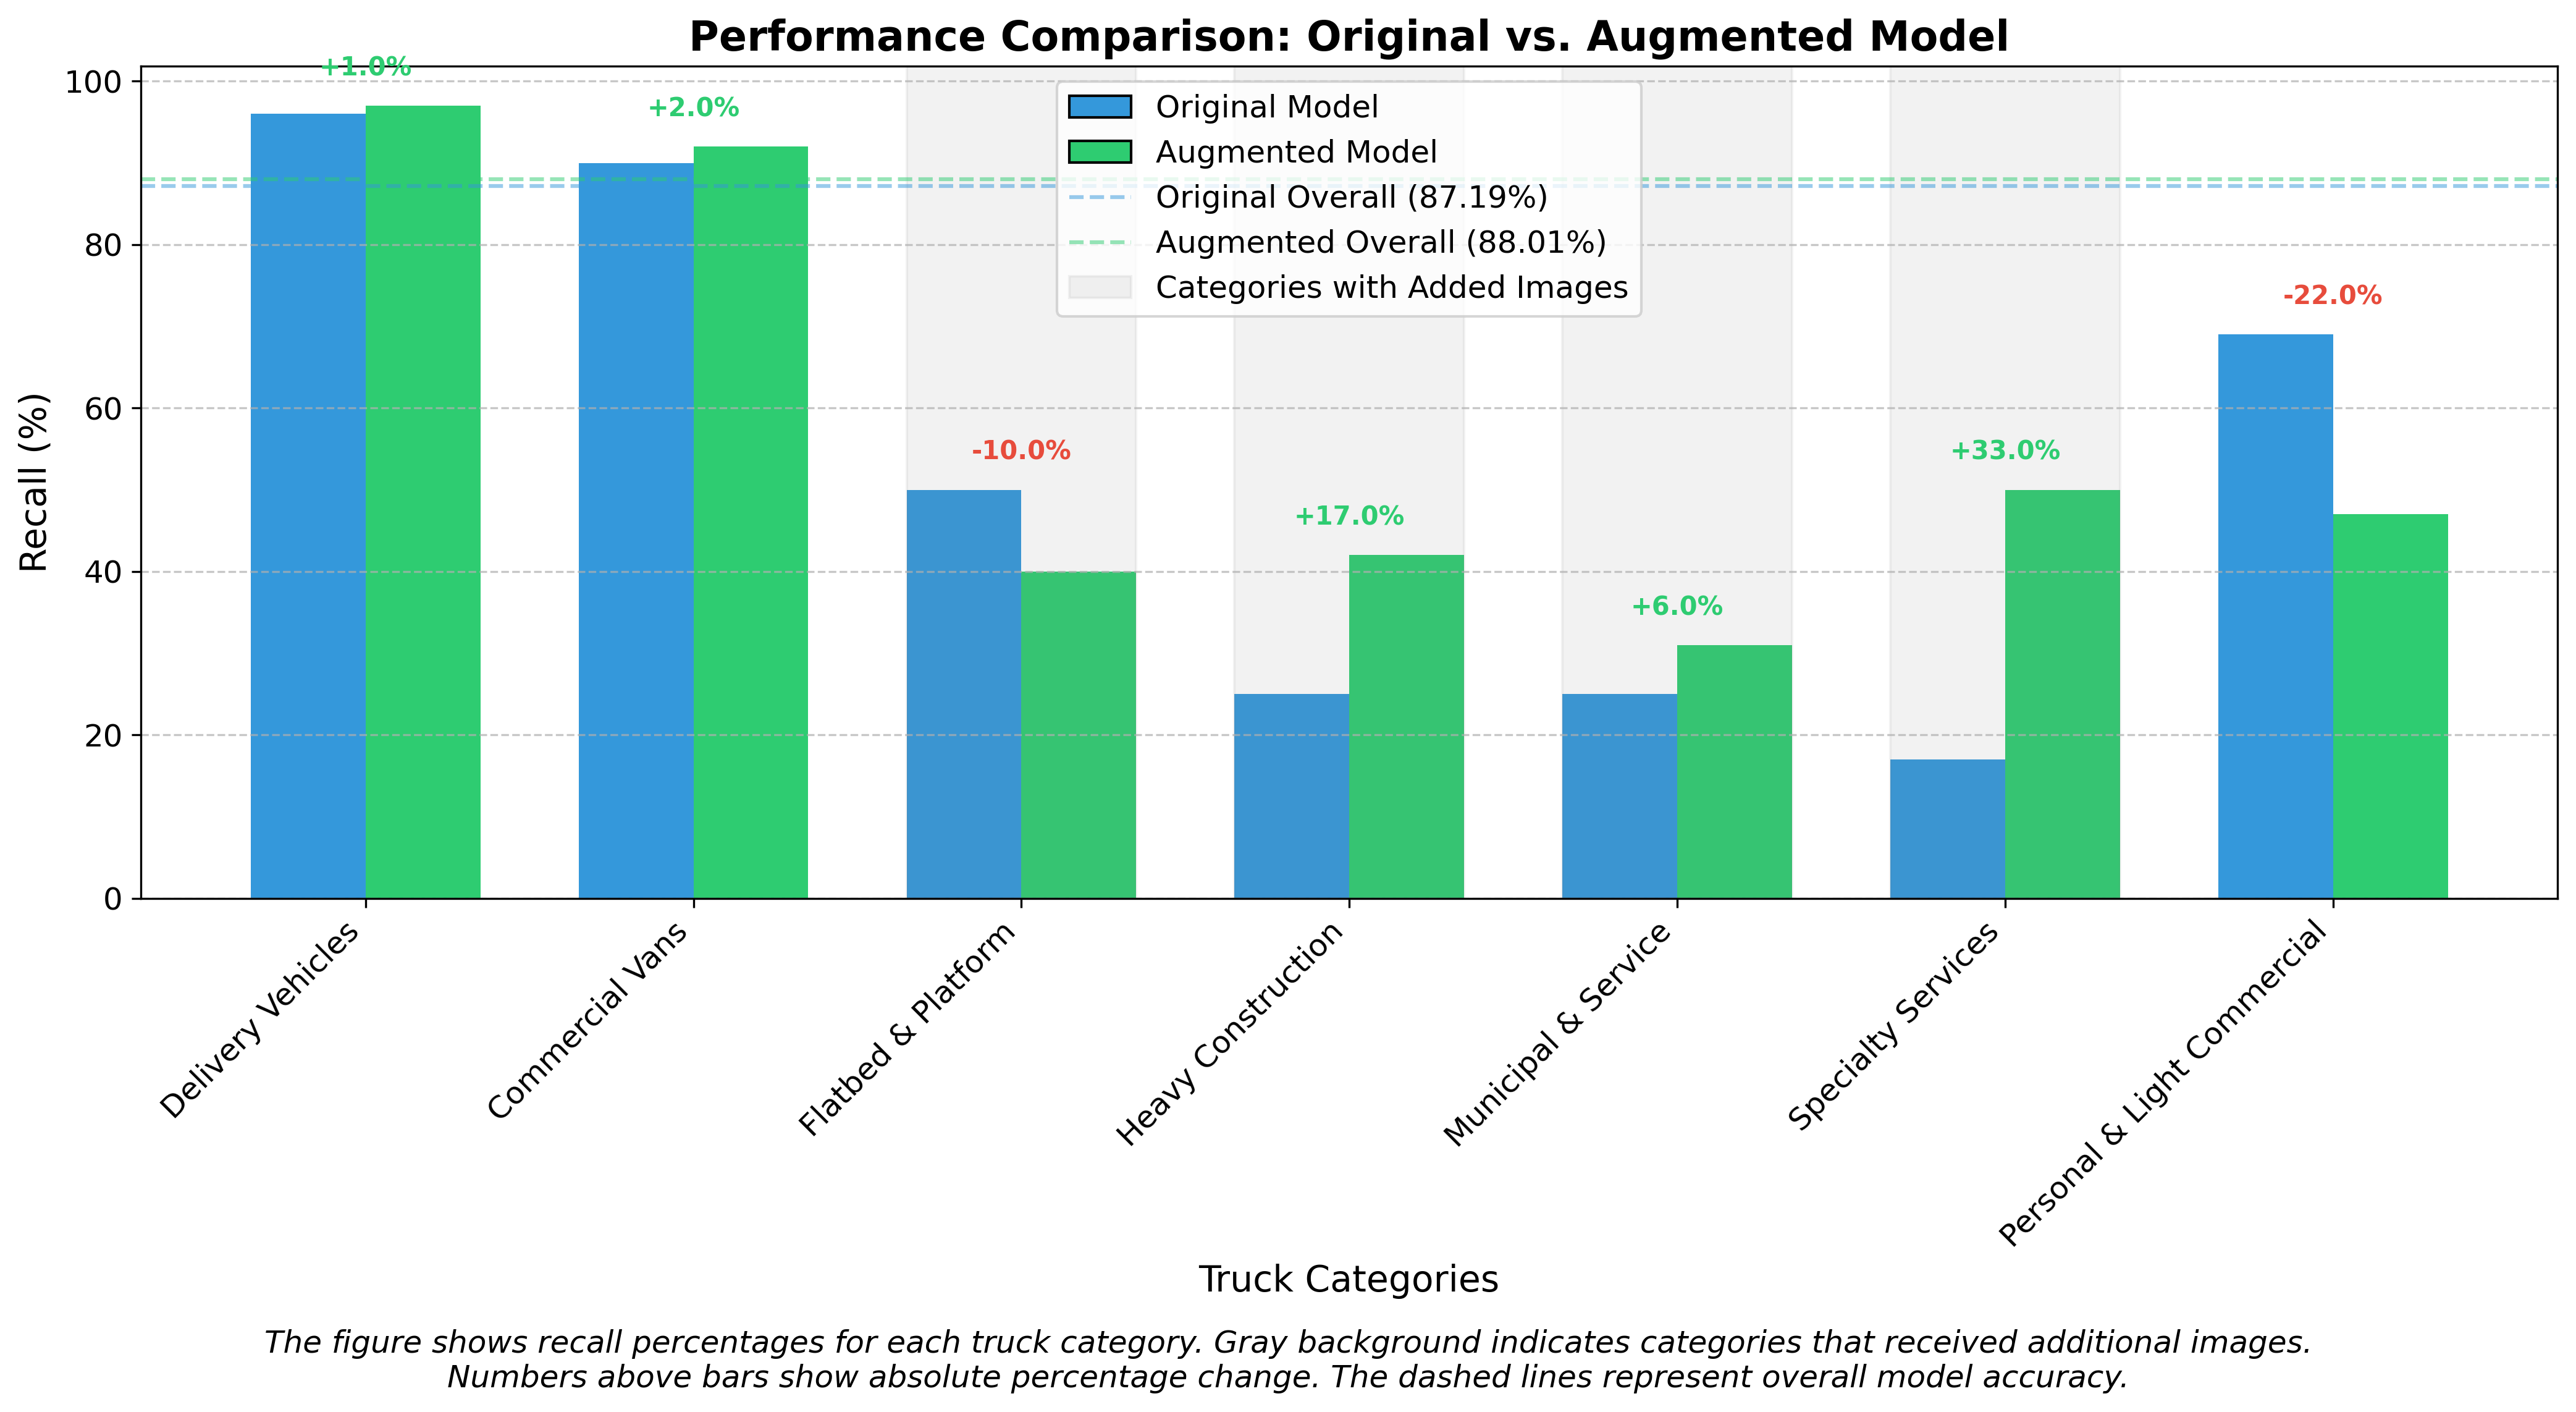 Performance Comparison: Original vs. Augmented Model
Recall (%)
100
80
60
40
20
0
+1.0%
+2.0%
-10.0%
+17.0%
+6.0%
+33.0%
-22.0%
Original Model
Augmented Model
Original Overall (87.19%)
Augmented Overall (88.01%)
Categories with Added Images
Delivery Vehicles
Commercial Vans
Flatbed & Platform
Heavy Construction
Municipal & Service
Specialty Services
Personal & Light Commercial
Truck Categories
The figure shows recall percentages for each truck category. Gray background indicates categories that received additional images.
Numbers above bars show absolute percentage change. The dashed lines represent overall model accuracy.